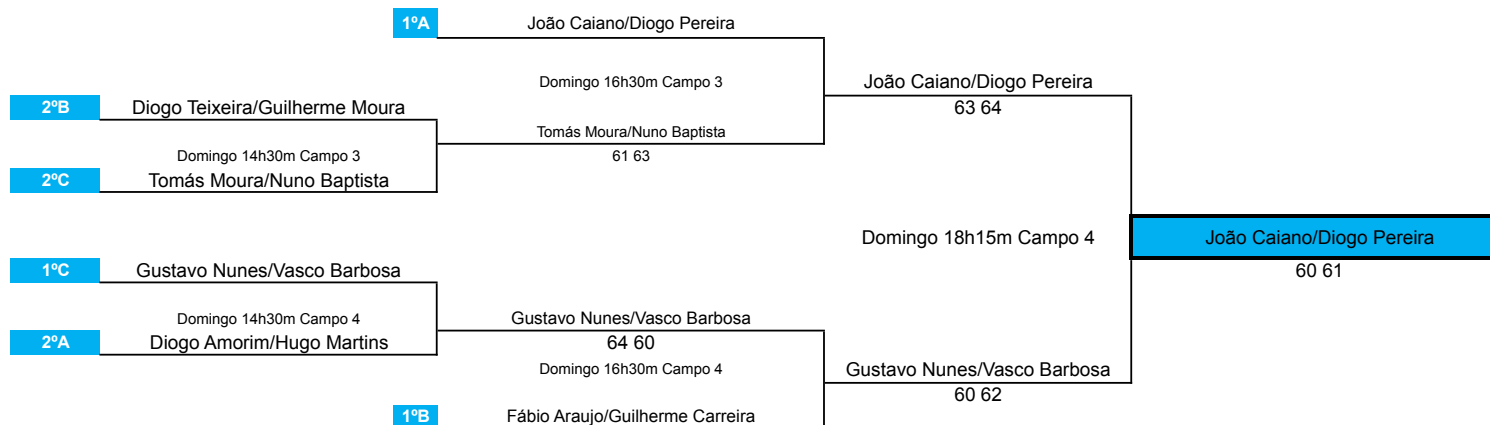 1ºA
João Caiano/Diogo Pereira
Domingo 16h30m Campo 3
João Caiano/Diogo Pereira
63 64
2ºB
Diogo Teixeira/Guilherme Moura
Tomás Moura/Nuno Baptista
61 63
Domingo 14h30m Campo 3
2ºC
Tomás Moura/Nuno Baptista
Domingo 18h15m Campo 4
João Caiano/Diogo Pereira
60 61
1ºC
Gustavo Nunes/Vasco Barbosa
Domingo 14h30m Campo 4
Gustavo Nunes/Vasco Barbosa
64 60
2ºA
Diogo Amorim/Hugo Martins
Domingo 16h30m Campo 4
Gustavo Nunes/Vasco Barbosa
60 62
1ºB
Fábio Araujo/Guilherme Carreira